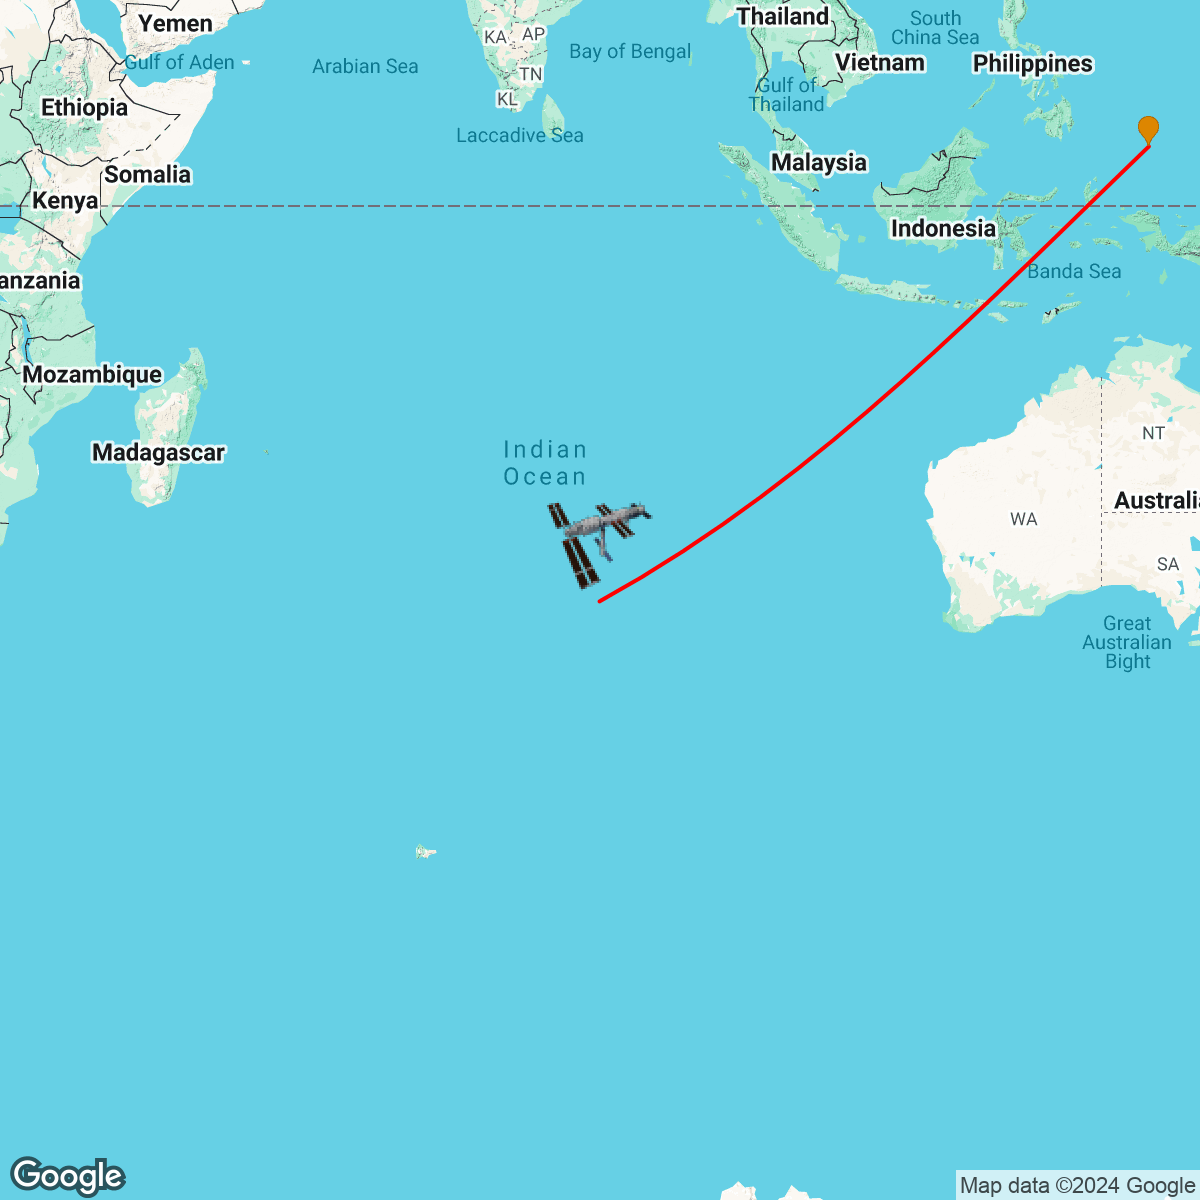 Yemen
Gulf of Aden
Arabian Sea
KA
AP
TN
KL
Bay of Bengal
Thailand
South
China Sea
Vietnam
Philippines
Gulf of
Thailand
Ethiopia
Laccadive Sea
Malaysia
Somalia
Kenya
Indonesia
Banda Sea
anzania
Mozambique
Madagascar
Indian
Ocean
NT
Australia
WA
SA
Great
Australian
Bight
Google
Map data ©2024 Google